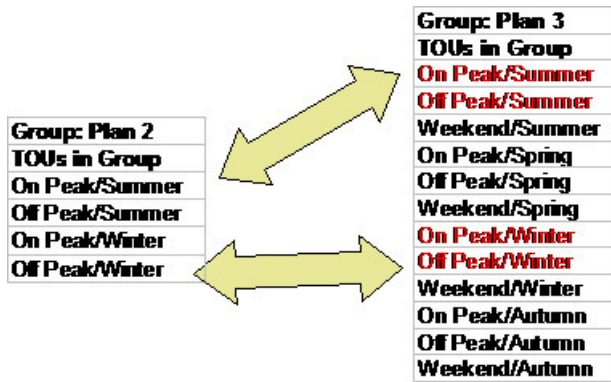 Group: Plan 2
TOUs in Group
On Peak/Summer
Off Peak/Summer
On Peak/Winter
Off Peak/Winter
Group: Plan 3
TOUs in Group
On Peak/Summer
Off Peak/Summer
Weekend/Summer
On Peak/Spring
Off Peak/Spring
Weekend/Spring
On Peak/Winter
Off Peak/Winter
Weekend/Winter
On Peak/Autumn
Off Peak/Autumn
Weekend/Autumn